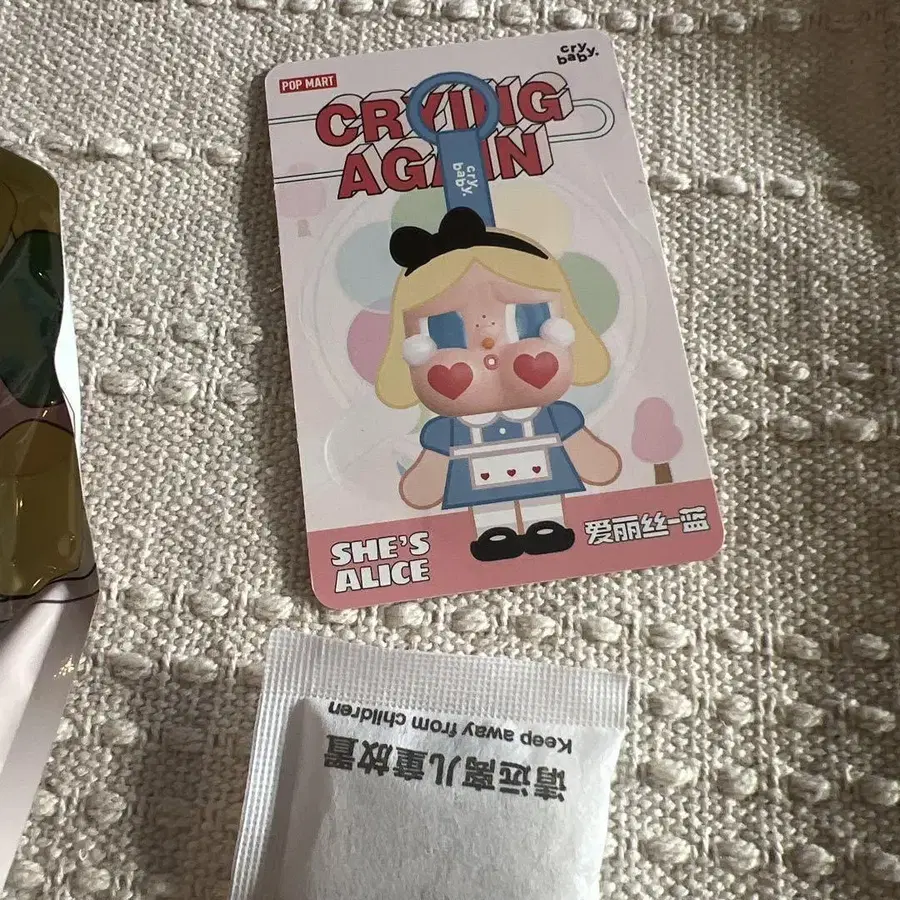 POP MART
cry
baby.
CRYING
AGAIN
cry
baby.
SHE'S
ALICE
爱丽丝-蓝
Keep away from children
请远离儿童放置